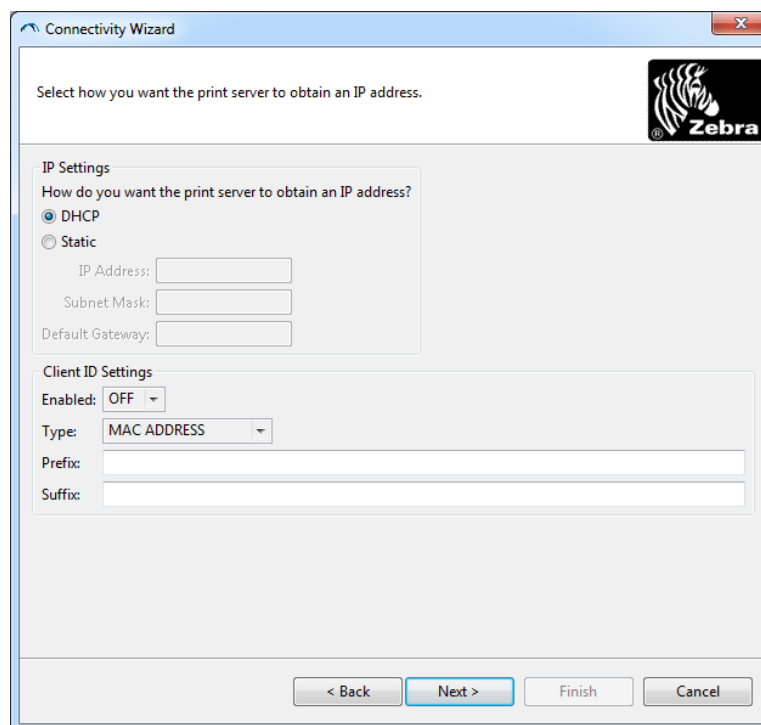 Connectivity Wizard
Select how you want the print server to obtain an IP address.
® Zebra
IP Settings
How do you want the print server to obtain an IP address?
DHCP
Static
IP Address:
Subnet Mask:
Default Gateway:
Client ID Settings
Enabled: OFF
Type: MAC ADDRESS
Prefix:
Suffix:
< Back Next > Finish Cancel